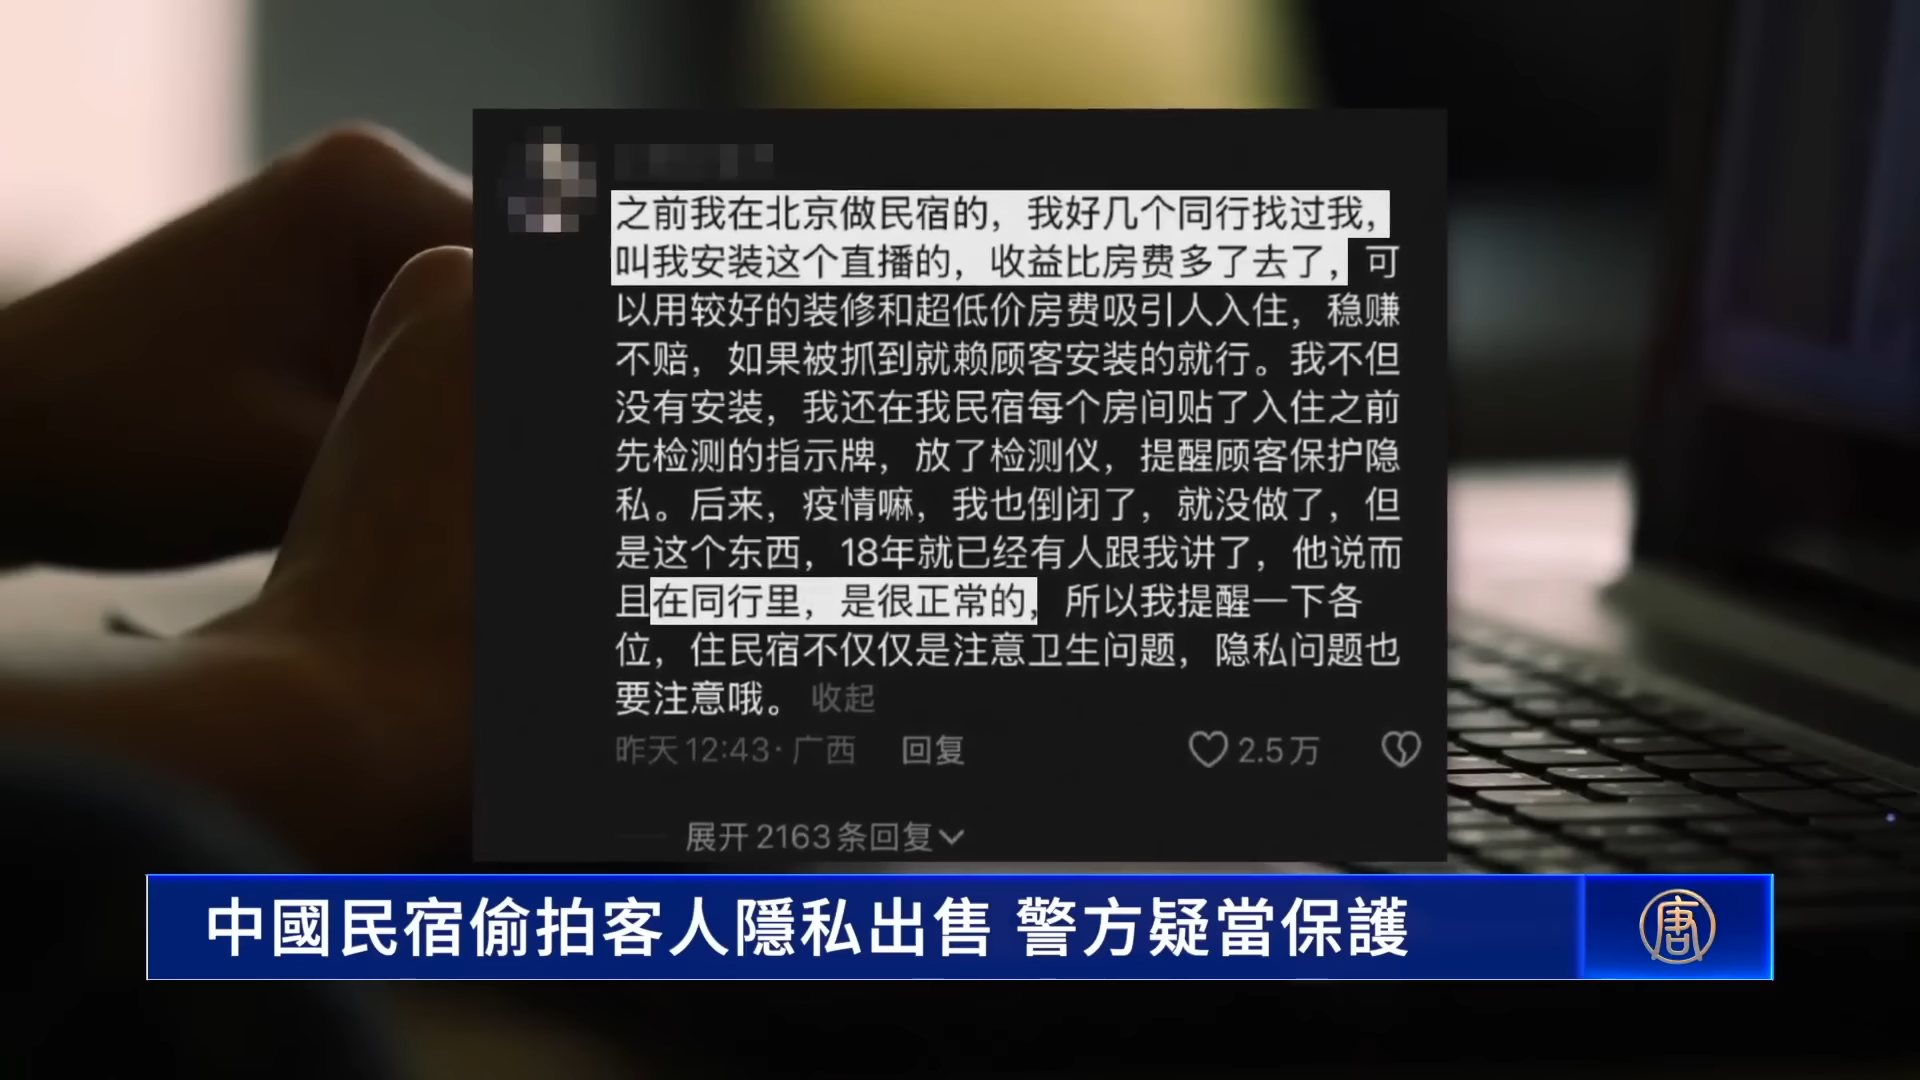 之前我在北京做民宿的，我好几个同行找过我，
叫我安装这个直播的，收益比房费多了去了，可
以用较好的装修和超低价房费吸引人入住，稳赚
不赔，如果被抓到就赖顾客安装的就行。我不但
没有安装，我还在我民宿每个房间贴了入住之前
先检测的指示牌，放了检测仪，提醒顾客保护隐
私。后来，疫情嘛，我也倒闭了，就没做了，但
是这个东西，18年就已经有人跟我讲了，他说而
且在同行里，是很正常的，所以我提醒一下各
位，住民宿不仅仅是注意卫生问题，隐私问题也
要注意哦。 收起
昨天 12:43·广西 回复 2.5万
展开2163条回复
中國民宿偷拍客人隱私出售 警方疑當保護
唐